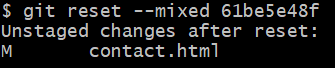 $ git reset --mixed 61be5e48f
Unstaged changes after reset:
M       contact.html